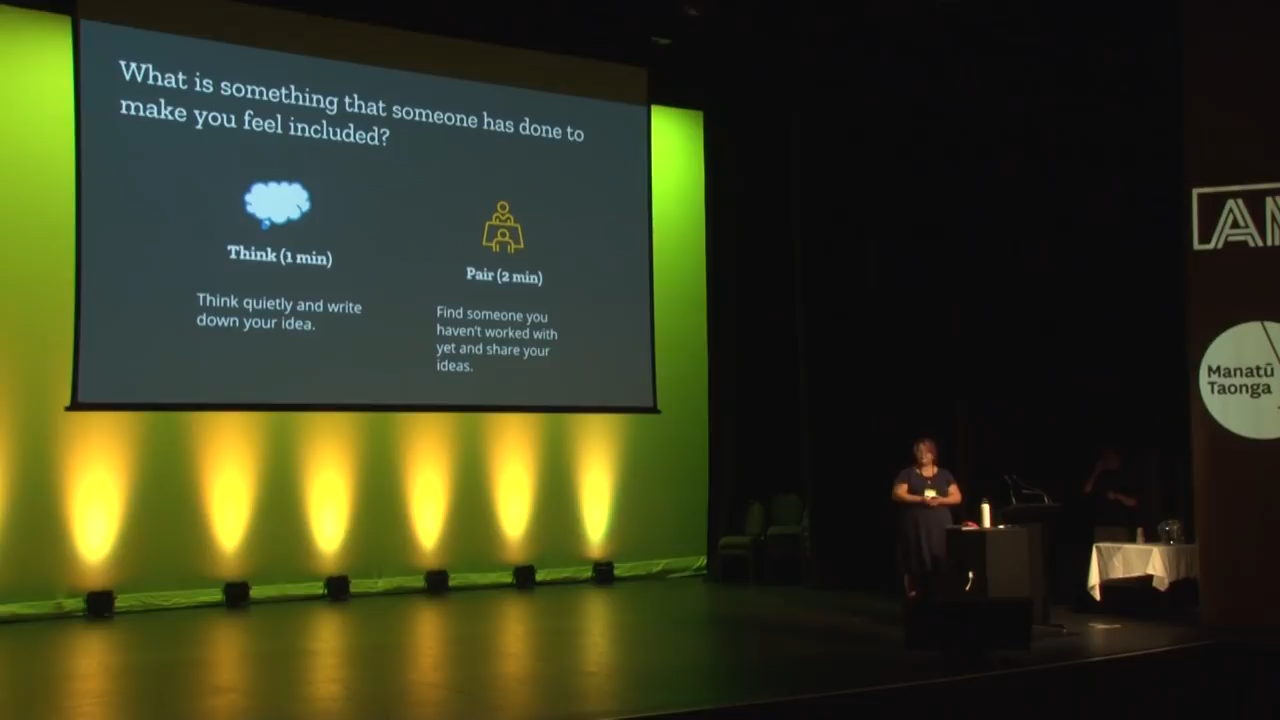 What is something that someone has done to
make you feel included?
Think (1 min)
Think quietly and write
down your idea.
Pair (2 min)
Find someone you
haven't worked with
yet and share your
ideas.
Manatū
Taonga